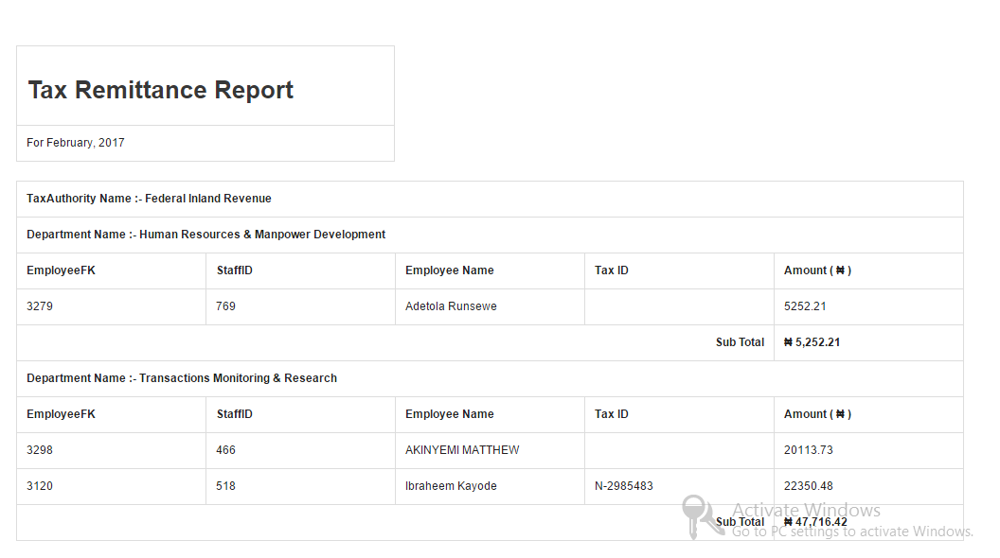 Tax Remittance Report
For February, 2017
TaxAuthority Name :- Federal Inland Revenue
Department Name :- Human Resources & Manpower Development
EmployeeFK StaffID Employee Name Tax ID Amount ( ₦ )
3279 769 Adetola Runsewe 5252.21
Sub Total ₦ 5,252.21
Department Name :- Transactions Monitoring & Research
EmployeeFK StaffID Employee Name Tax ID Amount ( ₦ )
3298 466 AKINYEMI MATTHEW 20113.73
3120 518 Ibraheem Kayode N-2985483 22350.48
Activate Windows
Sub Total ₦ 47,716.42
Go to PC settings to activate Windows.